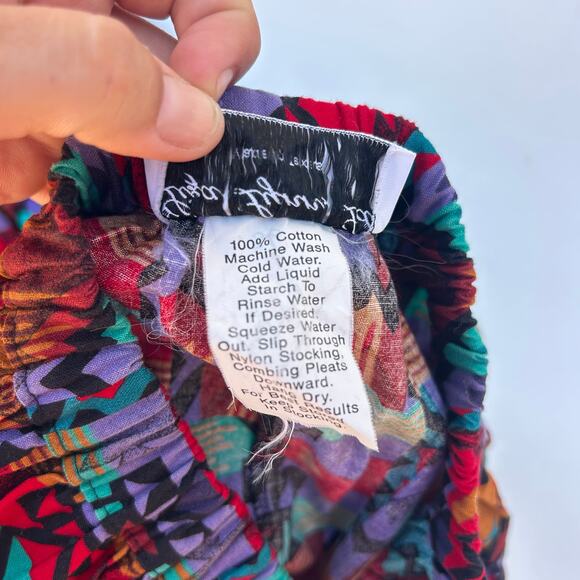 100% Cotton
Machine Wash
Cold Water.
Add Liquid
Starch To
Rinse Water
If Desired.
Squeeze Water
Out. Slip Through
Nylon Stocking,
Combing Pleats
Downward.
Hang Dry.
For Best Results
Keep
In Stocking